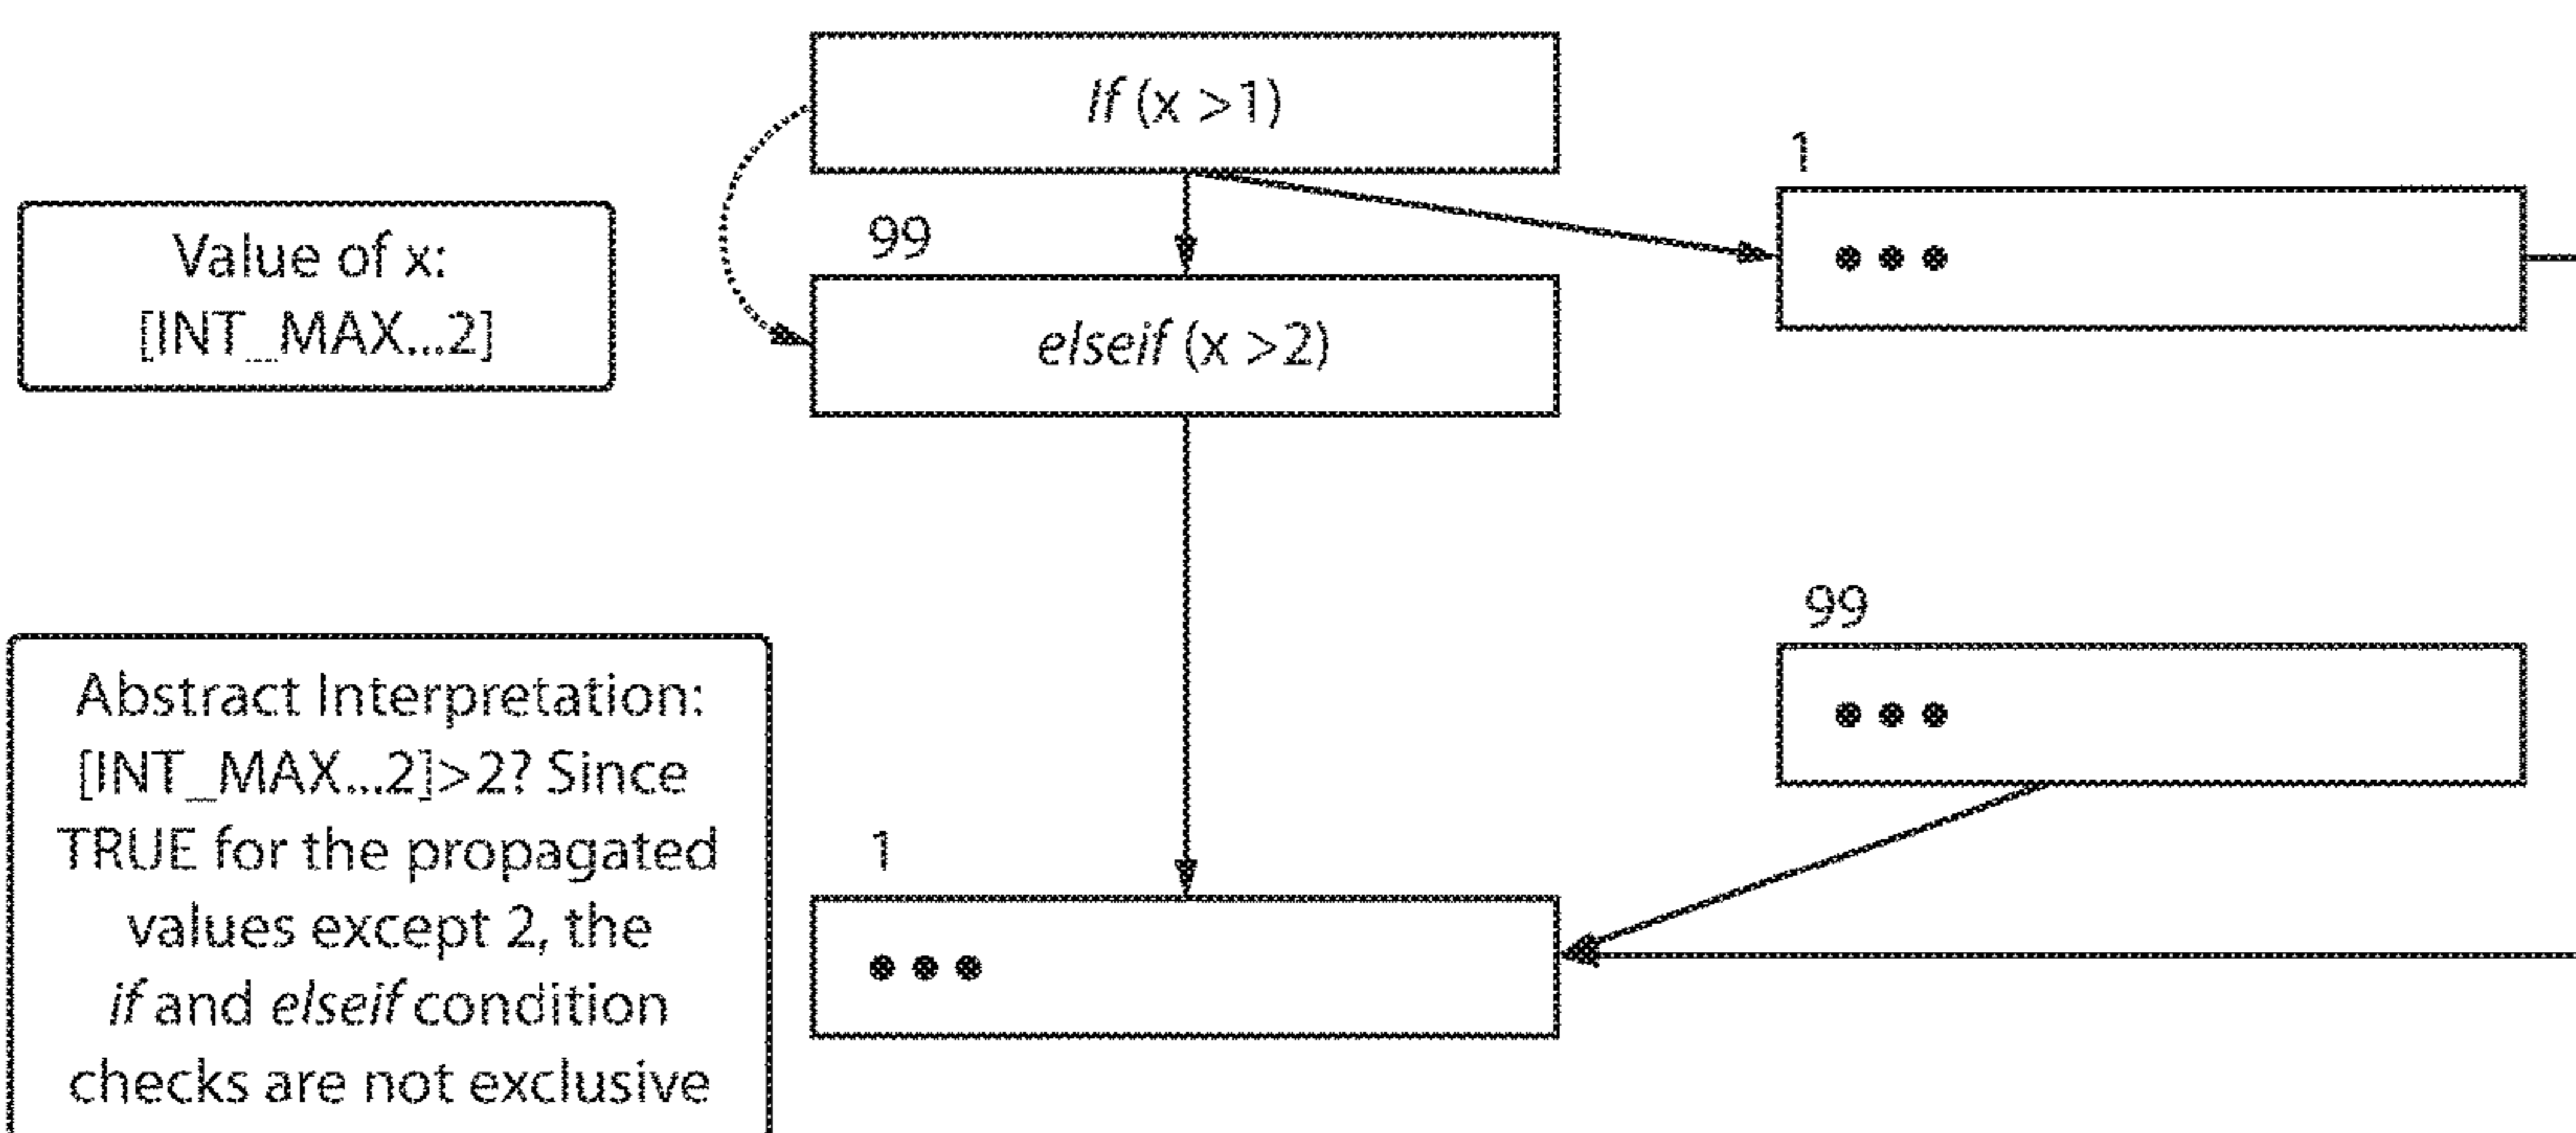 If (x >1)
1
Value of x:
[INT_MAX...2]
99
elseif (x >2)
99
Abstract Interpretation:
[INT_MAX...2]>2? Since
TRUE for the propagated
values except 2, the
if and elseif condition
checks are not exclusive
1